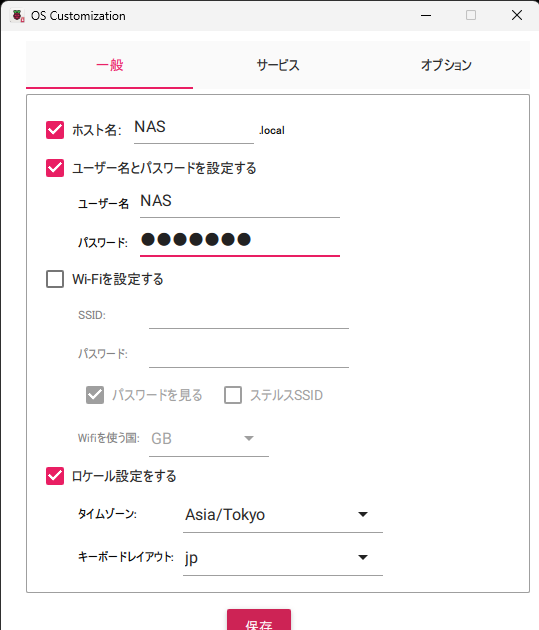 OS Customization
一般 サービス オプション
ホスト名: NAS .local
ユーザー名とパスワードを設定する
ユーザー名 NAS
パスワード: ●●●●●●●
Wi-Fiを設定する
SSID:
パスワード:
パスワードを見る ステルスSSID
Wifiを使う国: GB
ロケール設定をする
タイムゾーン: Asia/Tokyo
キーボードレイアウト: jp
保存